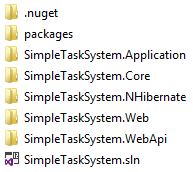 .nuget
packages
SimpleTaskSystem.Application
SimpleTaskSystem.Core
SimpleTaskSystem.NHibernate
SimpleTaskSystem.Web
SimpleTaskSystem.WebApi
SimpleTaskSystem.sln